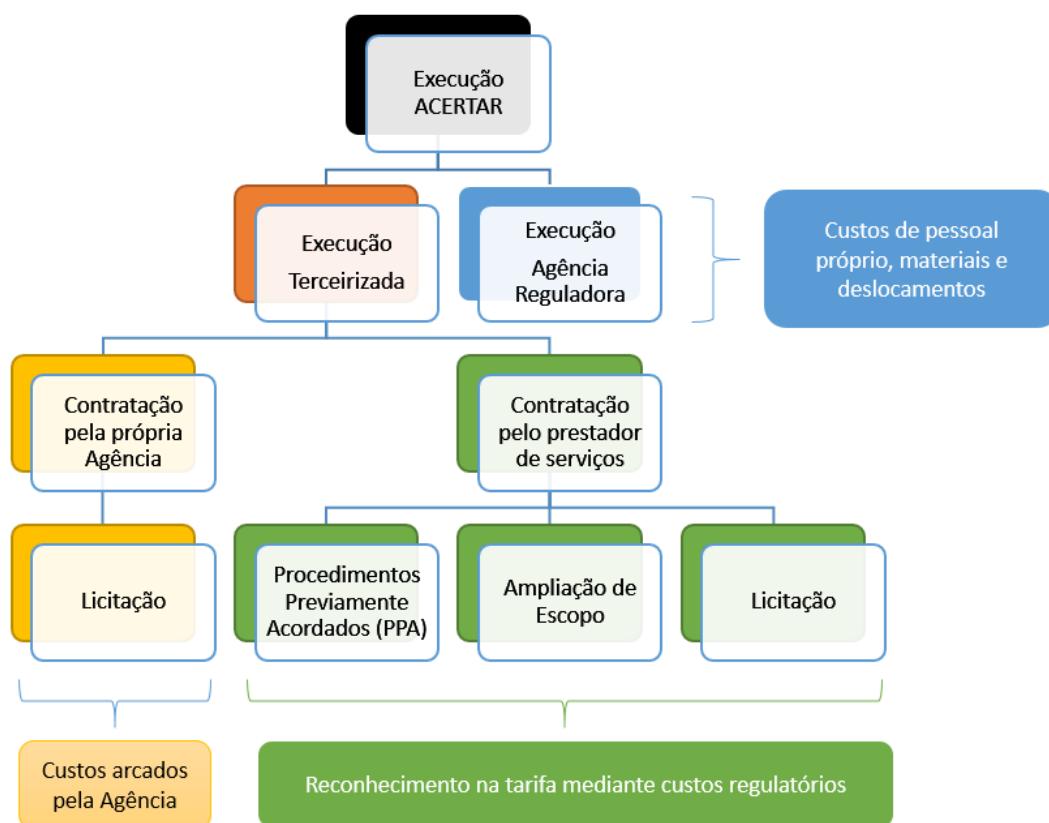 Execução
ACERTAR
Execução
Terceirizada
Execução
Agência
Reguladora
Custos de pessoal
próprio, materiais e
deslocamentos
Contratação
pela própria
Agência
Contratação
pelo prestador
de serviços
Licitação
Procedimentos
Previamente
Acordados (PPA)
Ampliação de
Escopo
Licitação
Custos arcados
pela Agência
Reconhecimento na tarifa mediante custos regulatórios